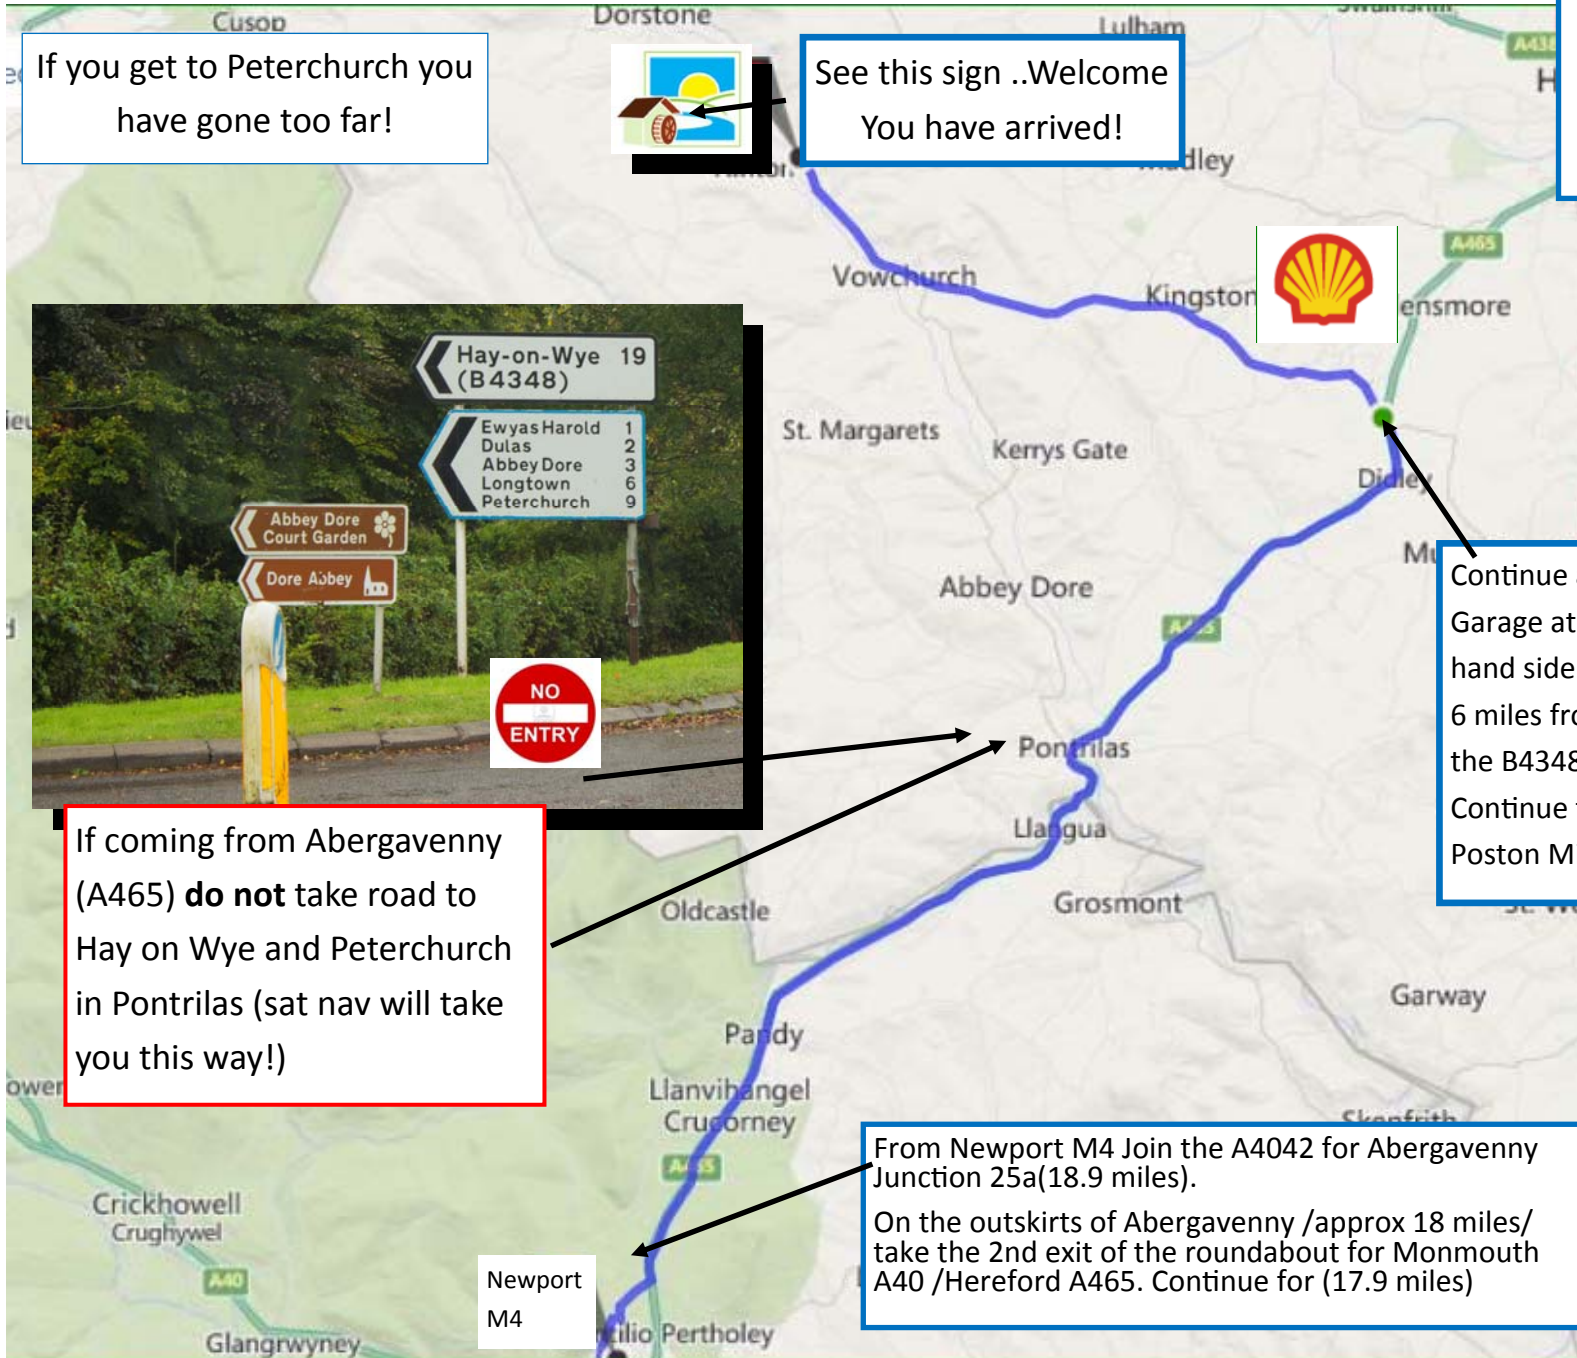 Cusop
Dorstone
Lulham
A438
If you get to Peterchurch you
have gone too far!
See this sign ..Welcome
You have arrived!
A465
Vowchurch
Kingston
ensmore
Hay-on-Wye 19
(B4348)
Ewyas Harold 1
Dulas 2
Abbey Dore 3
Longtown 6
Peterchurch 9
Abbey Dore
Court Garden
Dore Abbey
NO
ENTRY
St. Margarets
Kerrys Gate
Didley
Abbey Dore
A465
Continue
Garage at
hand side
6 miles fro
the B4348
Continue
Poston M
Pontrilas
Llangua
If coming from Abergavenny
(A465) do not take road to
Hay on Wye and Peterchurch
in Pontrilas (sat nav will take
you this way!)
Oldcastle
Grosmont
Garway
Pandy
Llanvihangel
Crucorney
Skenfrith
A465
From Newport M4 Join the A4042 for Abergavenny
Junction 25a(18.9 miles).
On the outskirts of Abergavenny /approx 18 miles/
take the 2nd exit of the roundabout for Monmouth
A40 /Hereford A465. Continue for (17.9 miles)
Crickhowell
Crughywel
A40
Newport
M4
Glangrwyney
tilio Pertholey